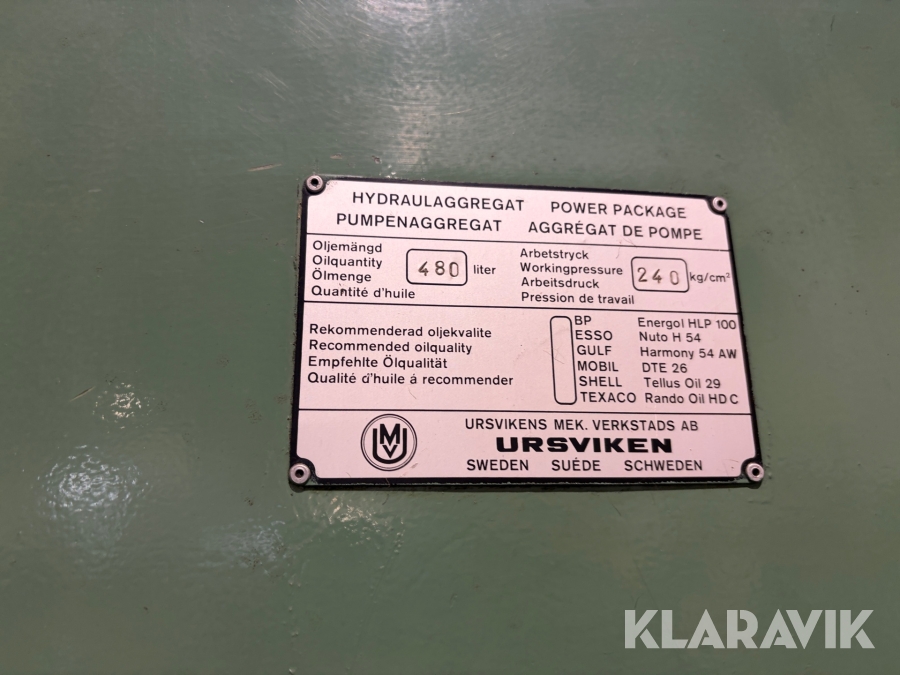 HYDRAULAGGREGAT POWER PACKAGE
PUMPENAGGREGAT AGGRÉGAT DE POMPE
Oljemängd
Oilquantity
Ölmenge
Quantité d'huile
480 liter
Arbetstryck
Workingpressure
Arbeitsdruck
Pression de travail
240 kg/cm²
Rekommenderad oljekvalite
Recommended oilquality
Empfehlte Ölqualität
Qualité d'huile á recommender
BP Energol HLP 100
ESSO Nuto H 54
GULF Harmony 54 AW
MOBIL DTE 26
SHELL Tellus Oil 29
TEXACO Rando Oil HD C
UMV
URSVIKENS MEK. VERKSTADS AB
URSVIKEN
SWEDEN SUÉDE SCHWEDEN
KLARAVIK